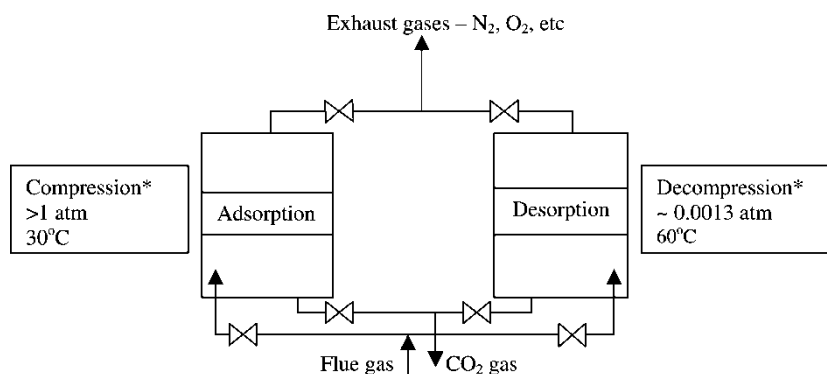 Exhaust gases – N₂, O₂, etc
Compression*
>1 atm
30°C
Adsorption
Desorption
Decompression*
~ 0.0013 atm
60°C
Flue gas
CO₂ gas